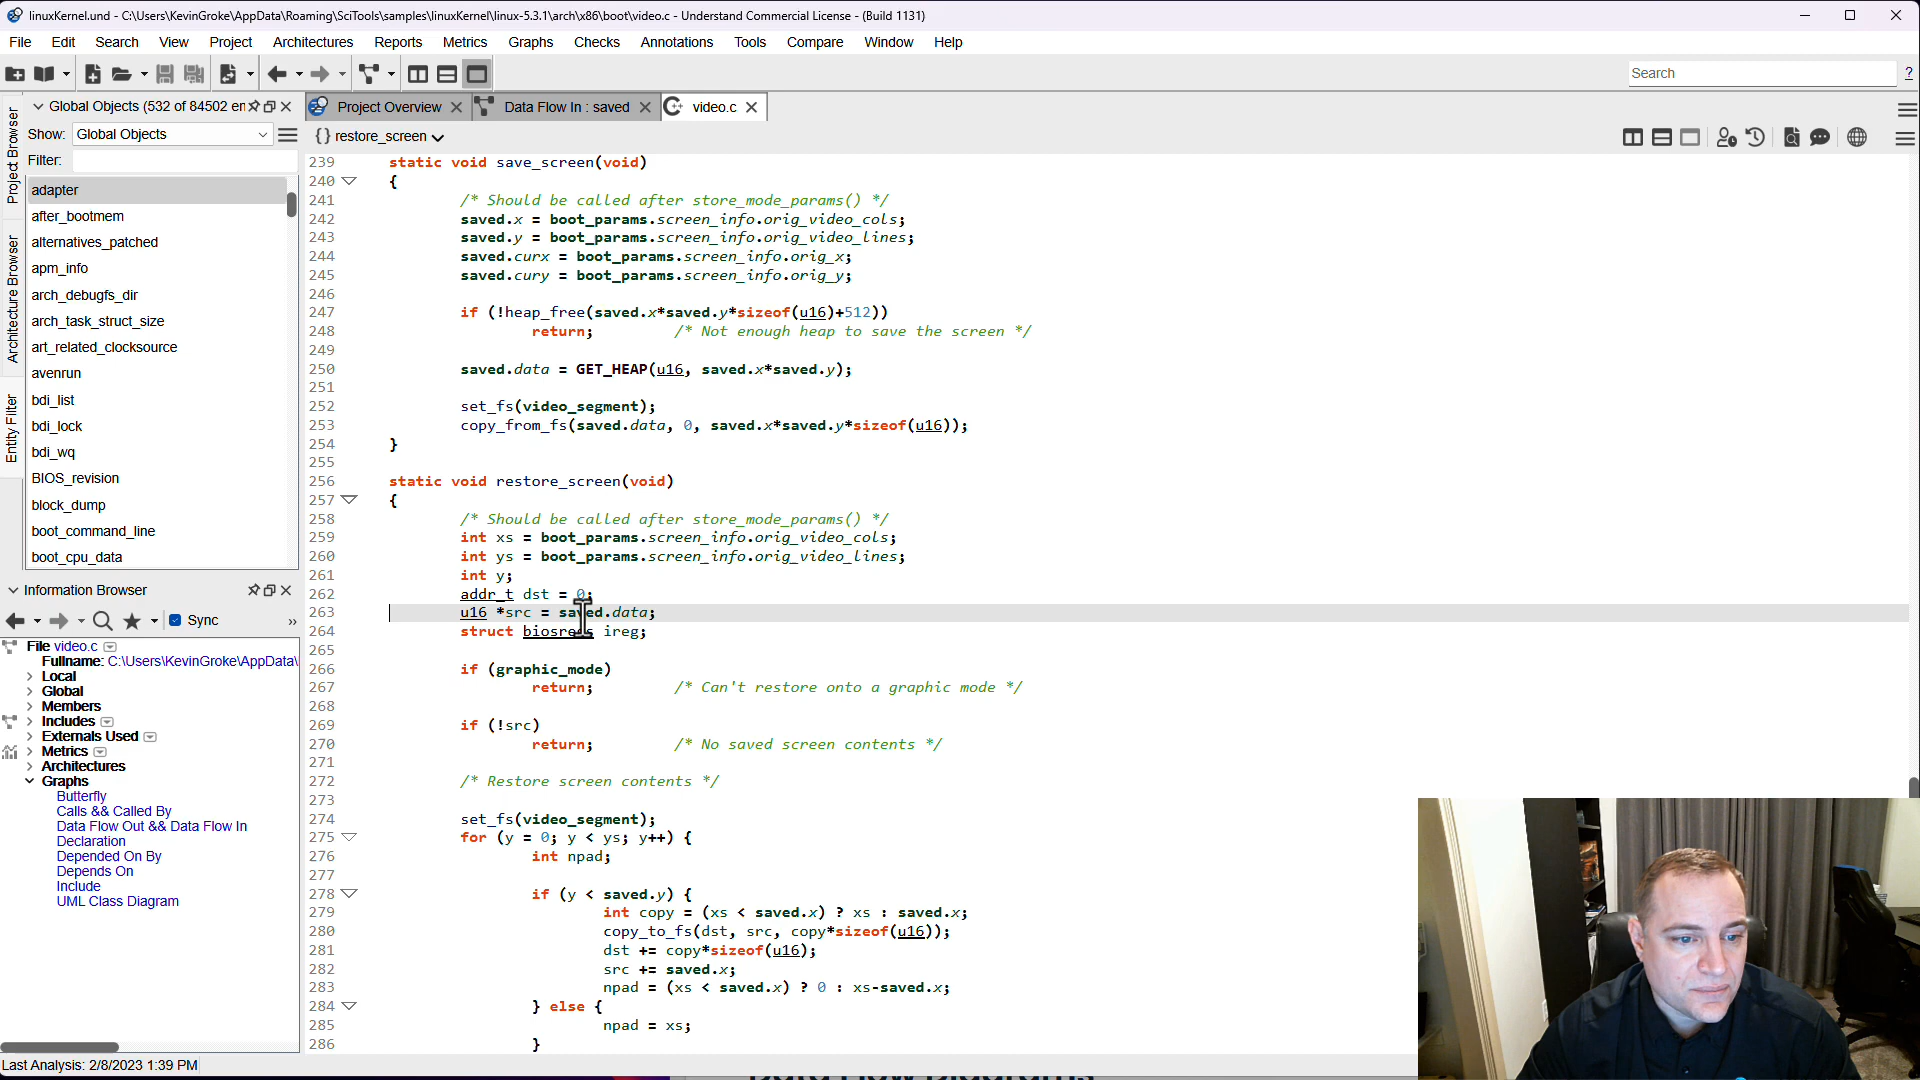 linuxKernel.und - C:\Users\KevinGroke\AppData\Roaming\SciTools\samples\linuxKernel\linux-5.3.1\arch\x86\boot\video.c - Understand Commercial License - (Build 1131)
File Edit Search View Project Architectures Reports Metrics Graphs Checks Annotations Tools Compare Window Help
Search ?
Global Objects (532 of 84502 en
Project Overview Data Flow In : saved video.c
Show: Global Objects
{} restore_screen
Filter:
Project Browser
Architecture Browser
Entity Filter
adapter
after_bootmem
alternatives_patched
apm_info
arch_debugfs_dir
arch_task_struct_size
art_related_clocksource
avenrun
bdi_list
bdi_lock
bdi_wq
BIOS_revision
block_dump
boot_command_line
boot_cpu_data
Information Browser
Sync »
File video.c
Fullname: C:\Users\KevinGroke\AppData\
Local
Global
Members
Includes
Externals Used
Metrics
Architectures
Graphs
Butterfly
Calls && Called By
Data Flow Out && Data Flow In
Declaration
Depended On By
Depends On
Include
UML Class Diagram
239 static void save_screen(void)
240 {
241 /* Should be called after store_mode_params() */
242 saved.x = boot_params.screen_info.orig_video_cols;
243 saved.y = boot_params.screen_info.orig_video_lines;
244 saved.curx = boot_params.screen_info.orig_x;
245 saved.cury = boot_params.screen_info.orig_y;
246
247 if (!heap_free(saved.x*saved.y*sizeof(u16)+512))
248 return; /* Not enough heap to save the screen */
249
250 saved.data = GET_HEAP(u16, saved.x*saved.y);
251
252 set_fs(video_segment);
253 copy_from_fs(saved.data, 0, saved.x*saved.y*sizeof(u16));
254 }
255
256 static void restore_screen(void)
257 {
258 /* Should be called after store_mode_params() */
259 int xs = boot_params.screen_info.orig_video_cols;
260 int ys = boot_params.screen_info.orig_video_lines;
261 int y;
262 addr_t dst = 0;
263 u16 *src = saved.data;
264 struct biosregs ireg;
265
266 if (graphic_mode)
267 return; /* Can't restore onto a graphic mode */
268
269 if (!src)
270 return; /* No saved screen contents */
271
272 /* Restore screen contents */
273
274 set_fs(video_segment);
275 for (y = 0; y < ys; y++) {
276 int npad;
277
278 if (y < saved.y) {
279 int copy = (xs < saved.x) ? xs : saved.x;
280 copy_to_fs(dst, src, copy*sizeof(u16));
281 dst += copy*sizeof(u16);
282 src += saved.x;
283 npad = (xs < saved.x) ? 0 : xs-saved.x;
284 } else {
285 npad = xs;
286 }
Last Analysis: 2/8/2023 1:39 PM